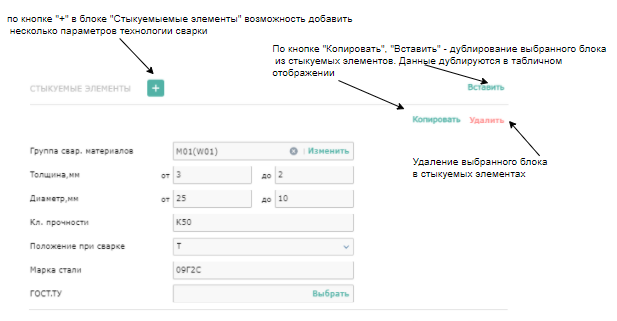 по кнопке "+" в блоке "Стыкуемыемые элементы" возможность добавить
несколько параметров технологии сварки
По кнопке "Копировать", "Вставить" - дублирование выбранного блока
из стыкуемых элементов. Данные дублируются в табличном
отображении
СТЫКУЕМЫЕ ЭЛЕМЕНТЫ + Вставить
Копировать Удалить
Группа свар. материалов М01(W01) Изменить
Удаление выбранного блока
в стыкуемых элементах
Толщина,мм от 3 до 2
Диаметр,мм от 25 до 10
Кл. прочности К50
Положение при сварке Т
Марка стали 09Г2С
ГОСТ.ТУ Выбрать